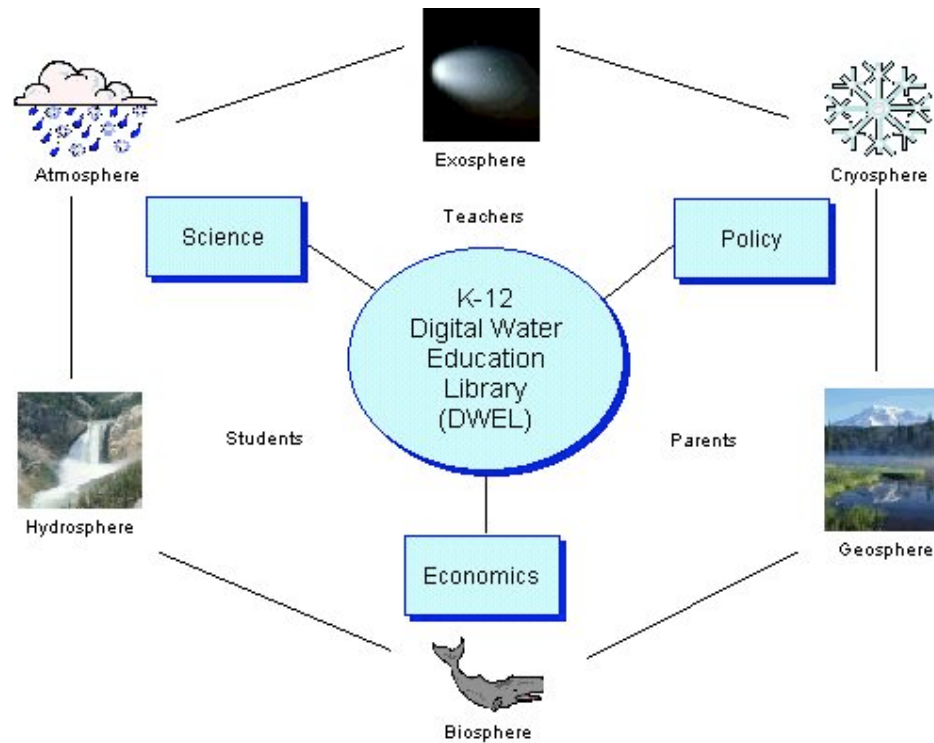 Exosphere
Atmosphere
Cryosphere
Teachers
Science
Policy
K-12
Digital Water
Education
Library
(DWEL)
Students
Parents
Hydrosphere
Geosphere
Economics
Biosphere